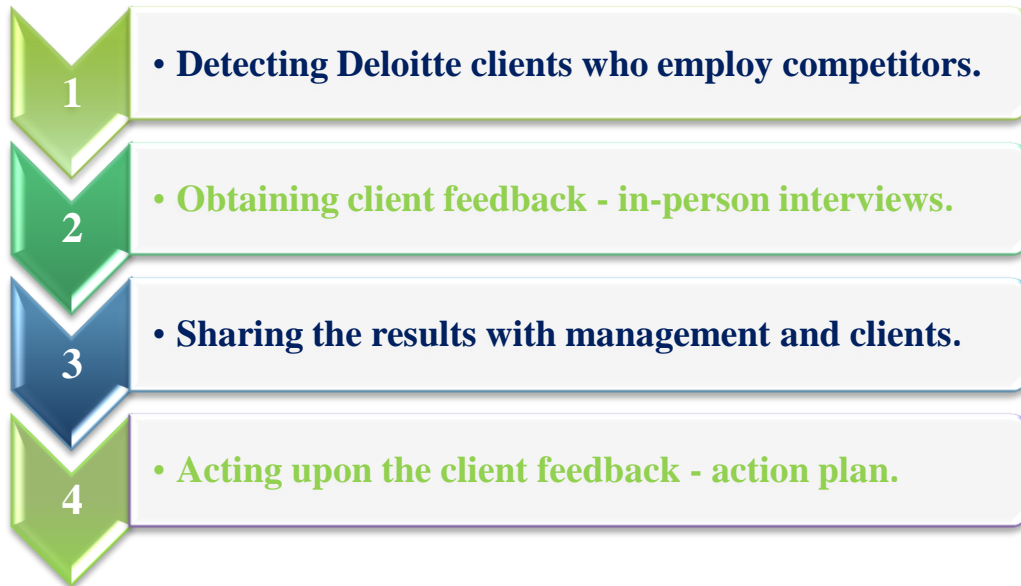 1
• Detecting Deloitte clients who employ competitors.
2
• Obtaining client feedback - in-person interviews.
3
• Sharing the results with management and clients.
4
• Acting upon the client feedback - action plan.